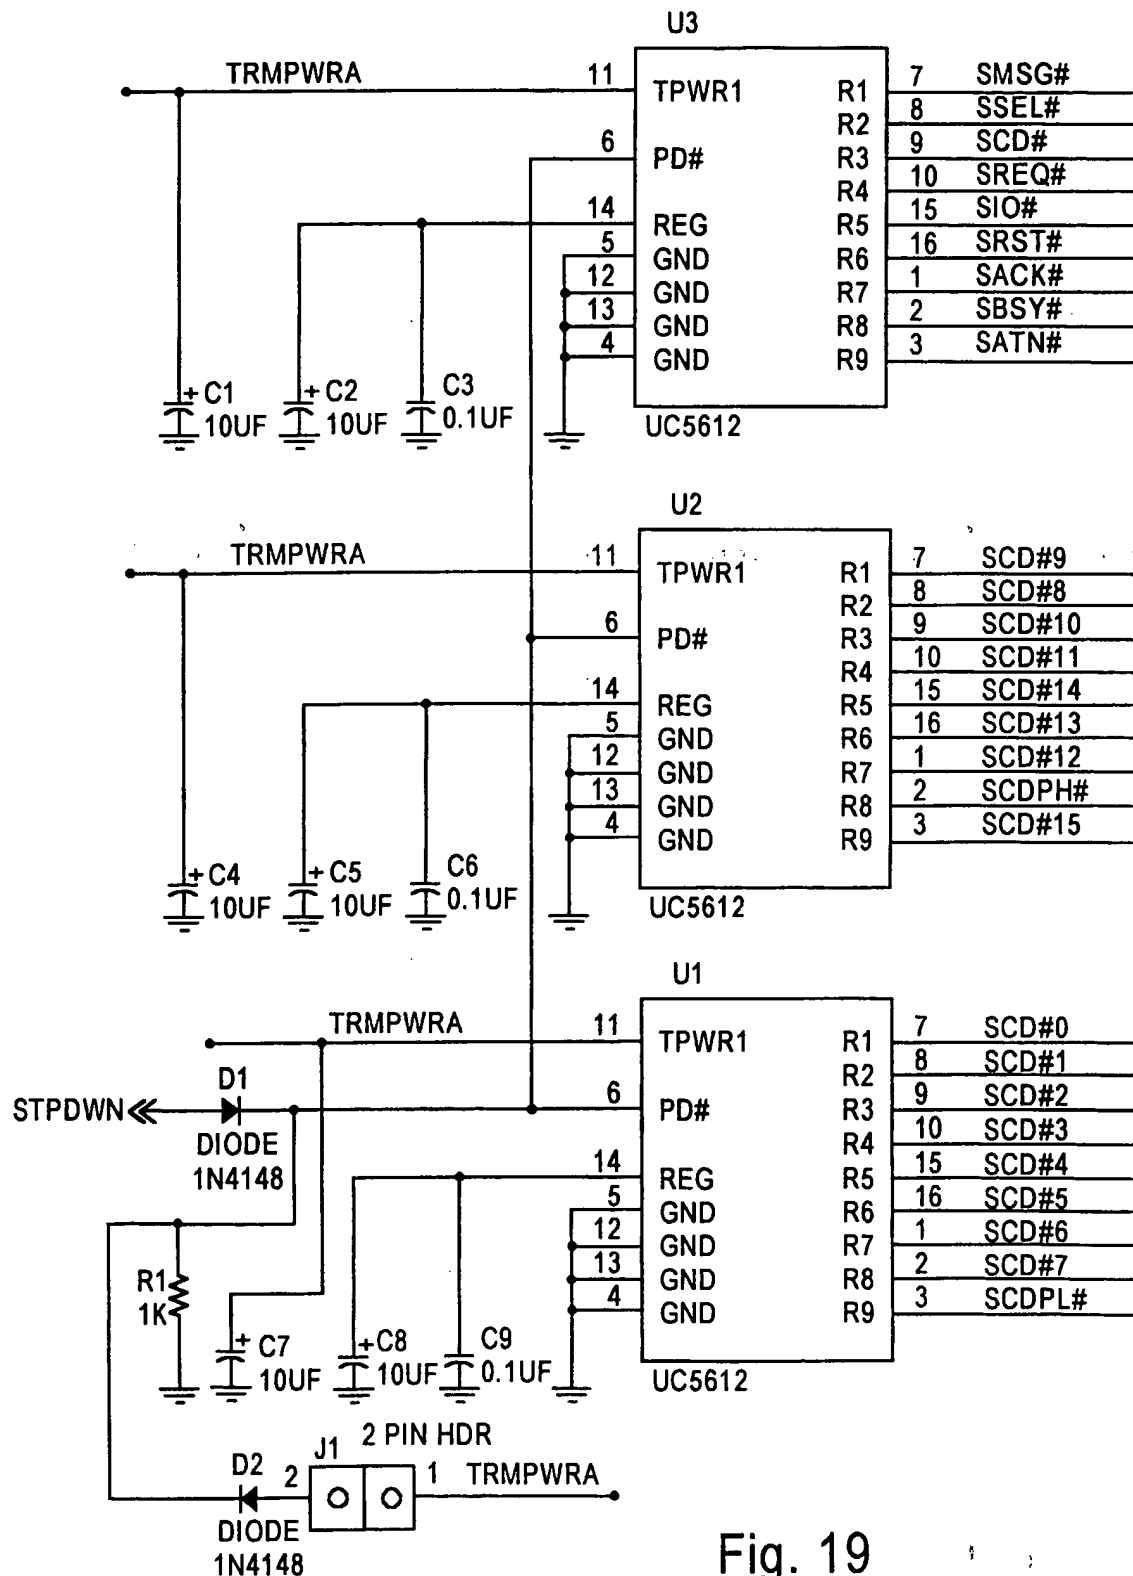 U3
TRMPWRA
11 TPWR1 R1 7 SMSG#
R2 8 SSEL#
6 PD# R3 9 SCD#
R4 10 SREQ#
14 REG R5 15 SIO#
5 GND R6 16 SRST#
12 GND R7 1 SACK#
13 GND R8 2 SBSY#
4 GND R9 3 SATN#
+ C1 10UF
+ C2 10UF
C3 0.1UF
UC5612
U2
TRMPWRA
11 TPWR1 R1 7 SCD#9
R2 8 SCD#8
6 PD# R3 9 SCD#10
R4 10 SCD#11
14 REG R5 15 SCD#14
5 GND R6 16 SCD#13
12 GND R7 1 SCD#12
13 GND R8 2 SCDPH#
4 GND R9 3 SCD#15
+ C4 10UF
+ C5 10UF
C6 0.1UF
UC5612
U1
TRMPWRA
11 TPWR1 R1 7 SCD#0
R2 8 SCD#1
6 PD# R3 9 SCD#2
R4 10 SCD#3
14 REG R5 15 SCD#4
5 GND R6 16 SCD#5
12 GND R7 1 SCD#6
13 GND R8 2 SCD#7
4 GND R9 3 SCDPL#
STPDWN
D1
DIODE
1N4148
R1
1K
+ C7 10UF
+ C8 10UF
C9 0.1UF
UC5612
J1 2 PIN HDR
D2 2 1 TRMPWRA
DIODE
1N4148
Fig. 19